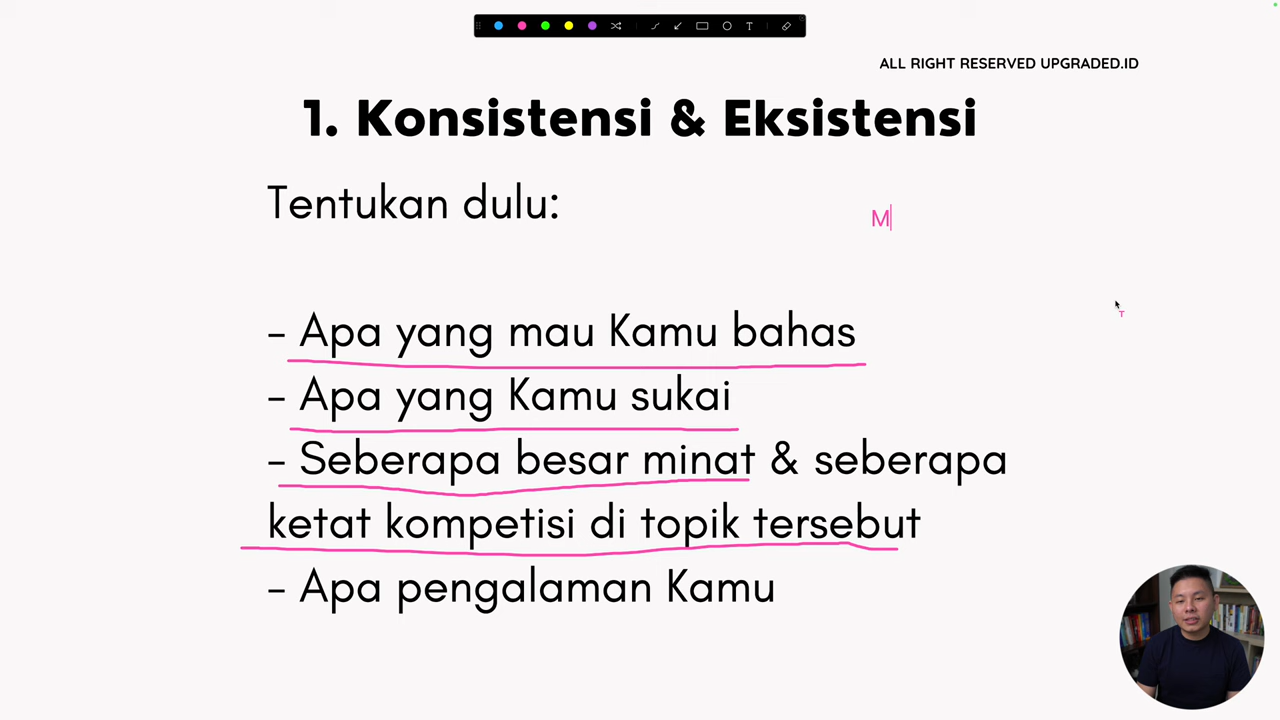 ALL RIGHT RESERVED UPGRADED.ID
1. Konsistensi & Eksistensi
Tentukan dulu:
M
- Apa yang mau Kamu bahas
- Apa yang Kamu sukai
- Seberapa besar minat & seberapa
ketat kompetisi di topik tersebut
- Apa pengalaman Kamu